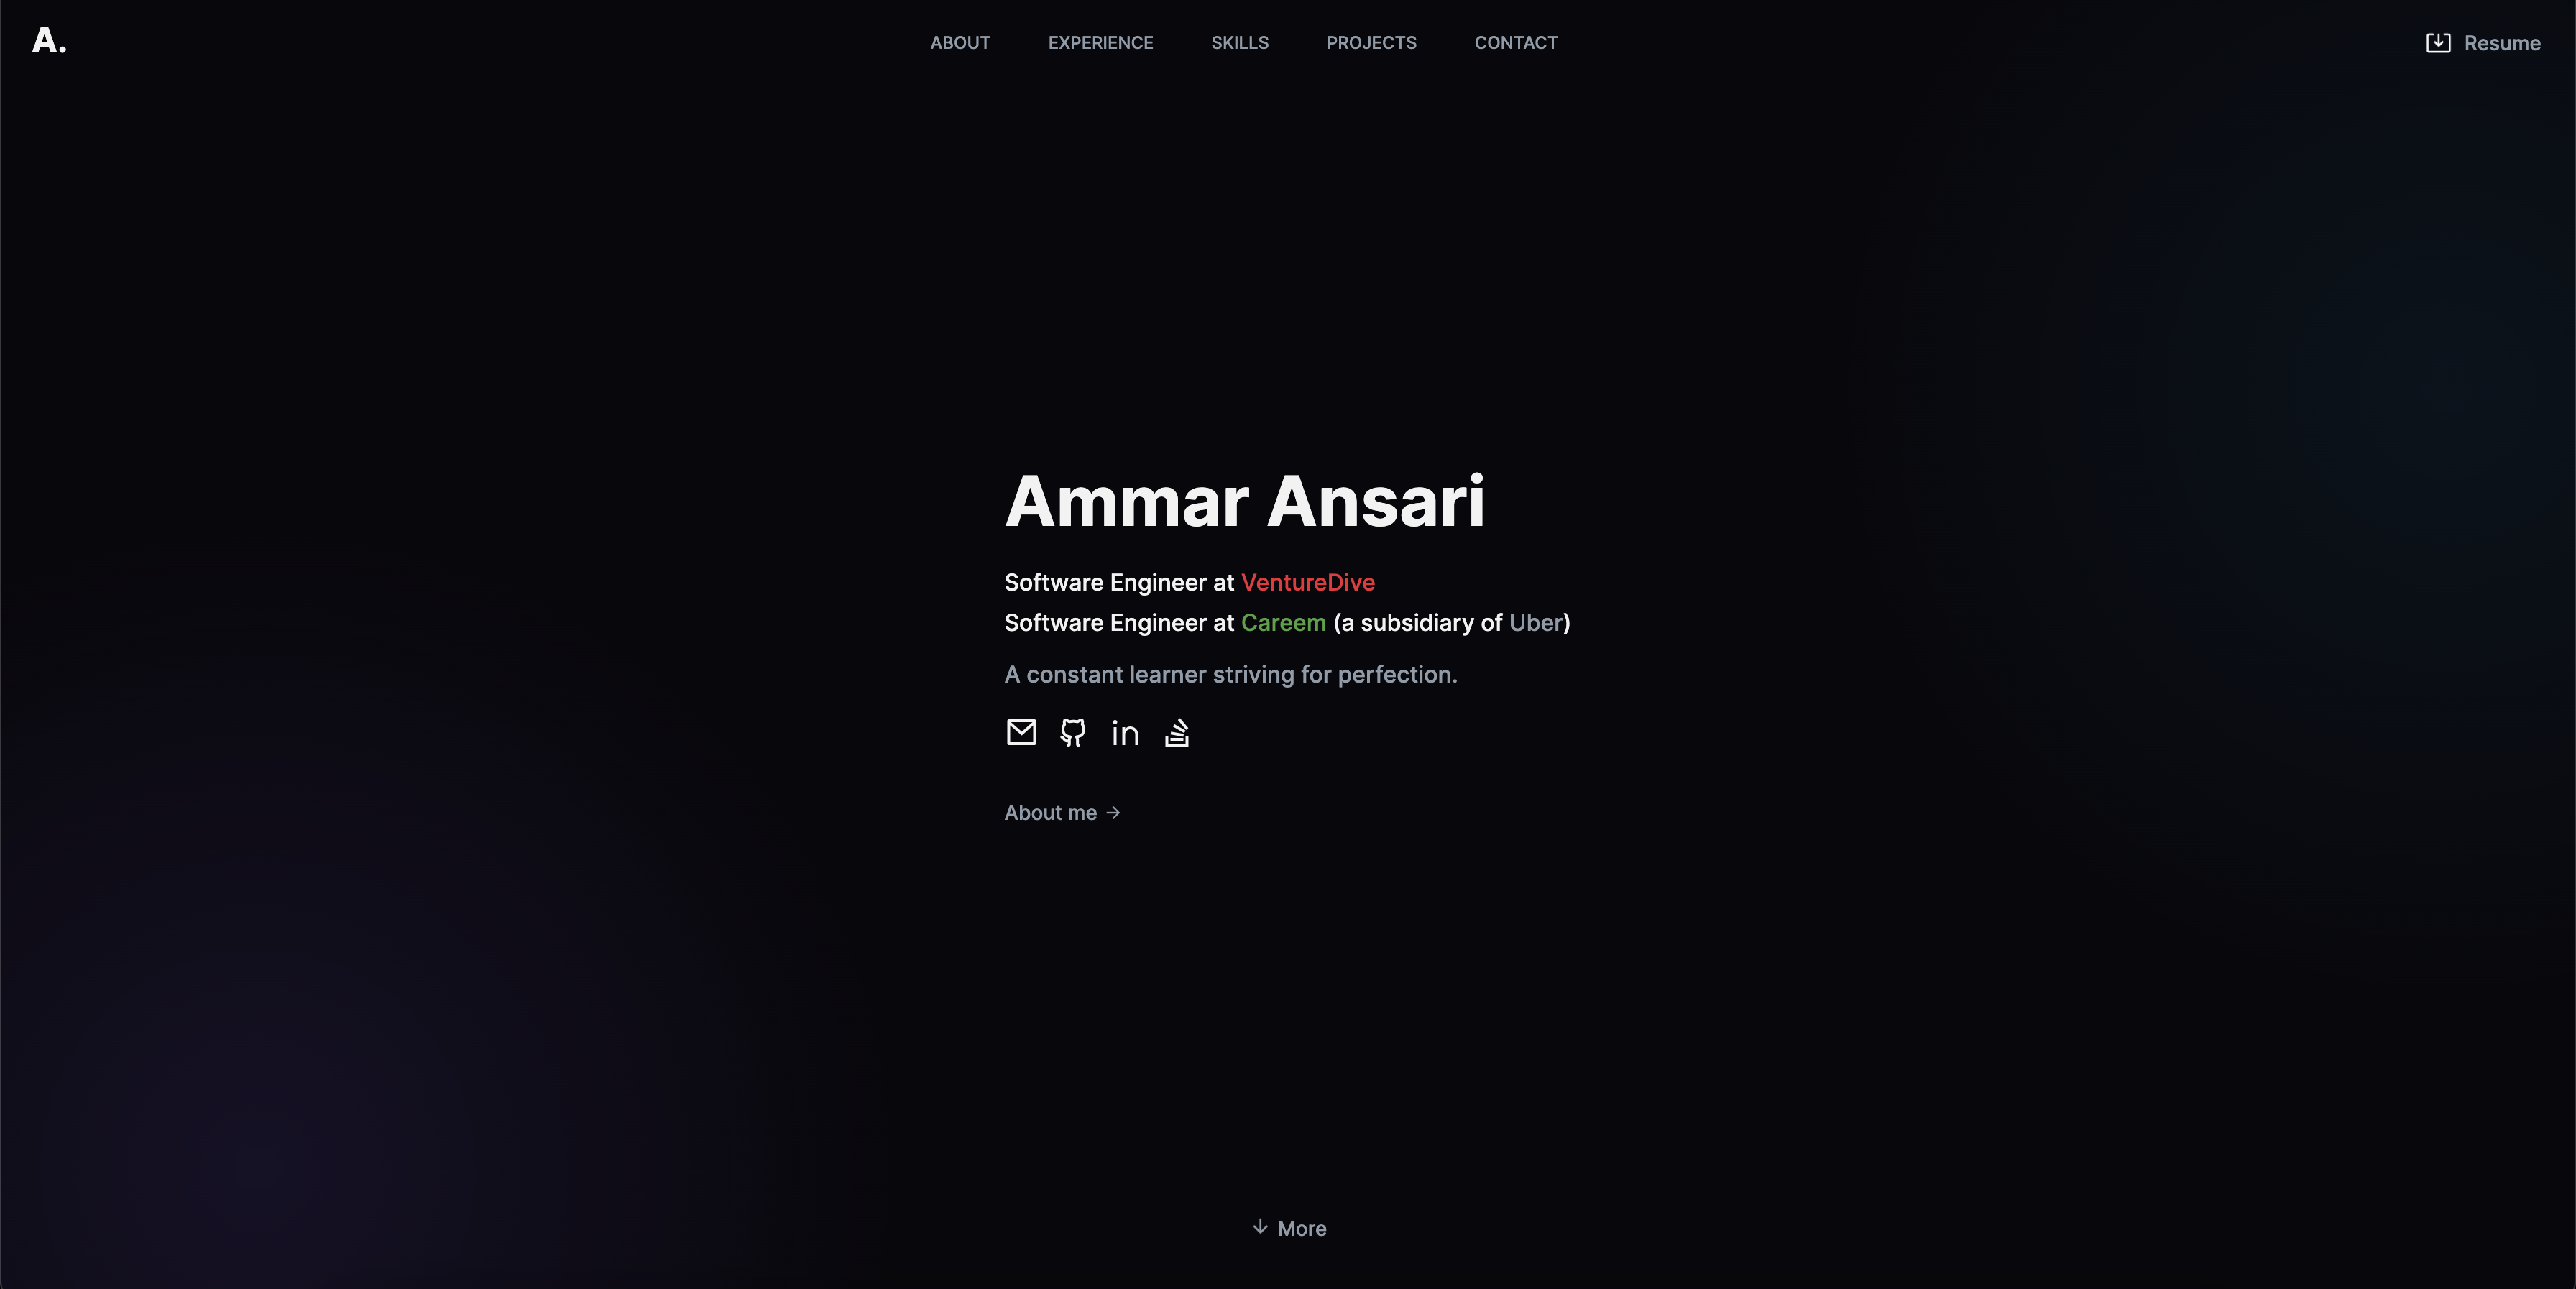 A.
ABOUT EXPERIENCE SKILLS PROJECTS CONTACT
Resume
Ammar Ansari
Software Engineer at VentureDive
Software Engineer at Careem (a subsidiary of Uber)
A constant learner striving for perfection.
in
About me →
↓ More